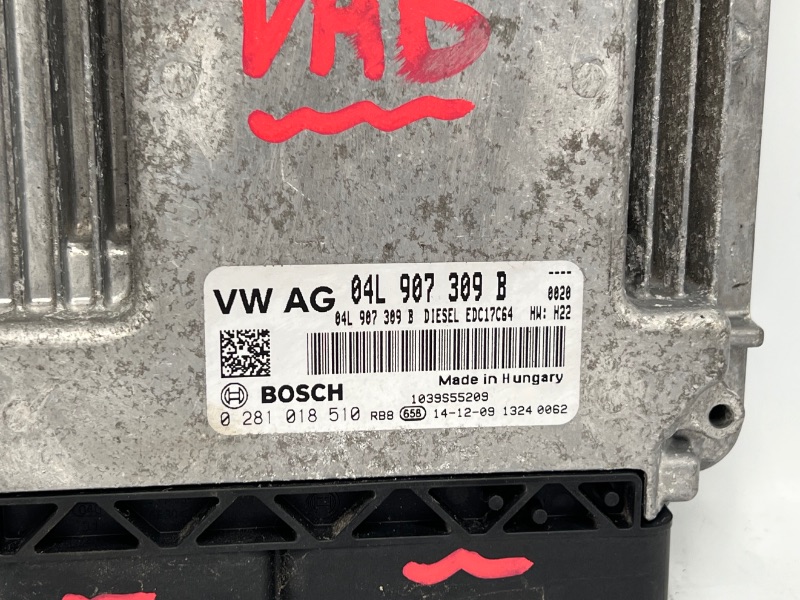 DAB
VW AG 04L 907 309 B ----
0020
04L 907 309 B DIESEL EDC17C64 HW: H22
Made in Hungary
BOSCH 1039S55209
0 281 018 510 RB8 658 14-12-09 1324 0062